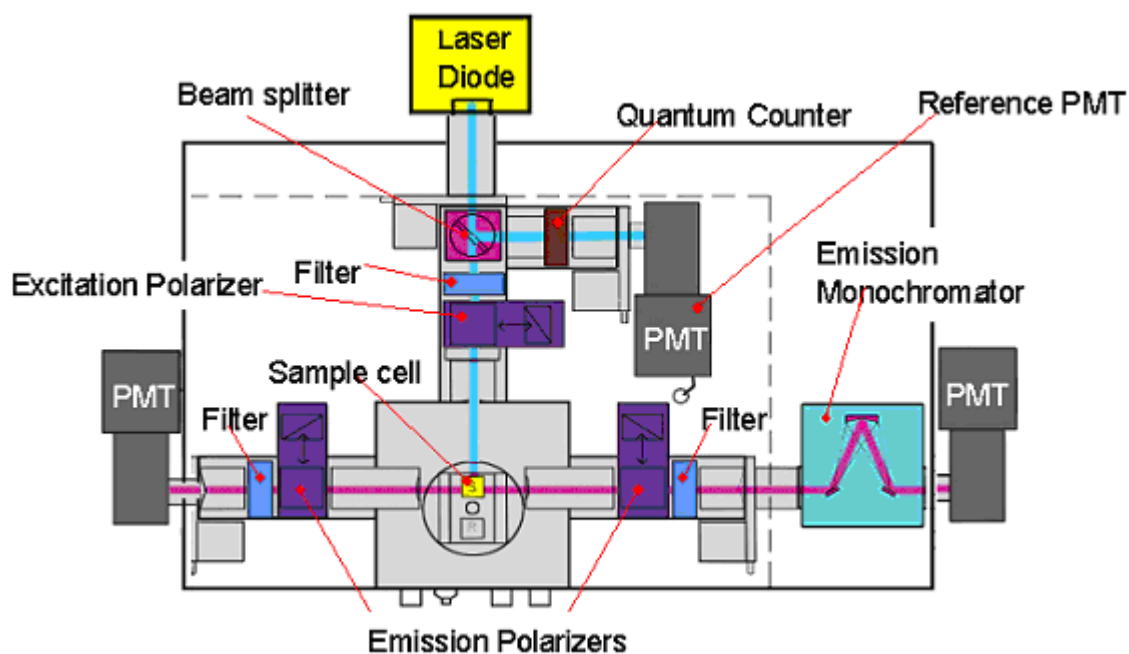 Laser
Diode
Beam splitter
Quantum Counter
Reference PMT
Filter
Excitation Polarizer
Emission
Monochromator
PMT
Sample cell
PMT
PMT
Filter
Filter
S
R
Emission Polarizers